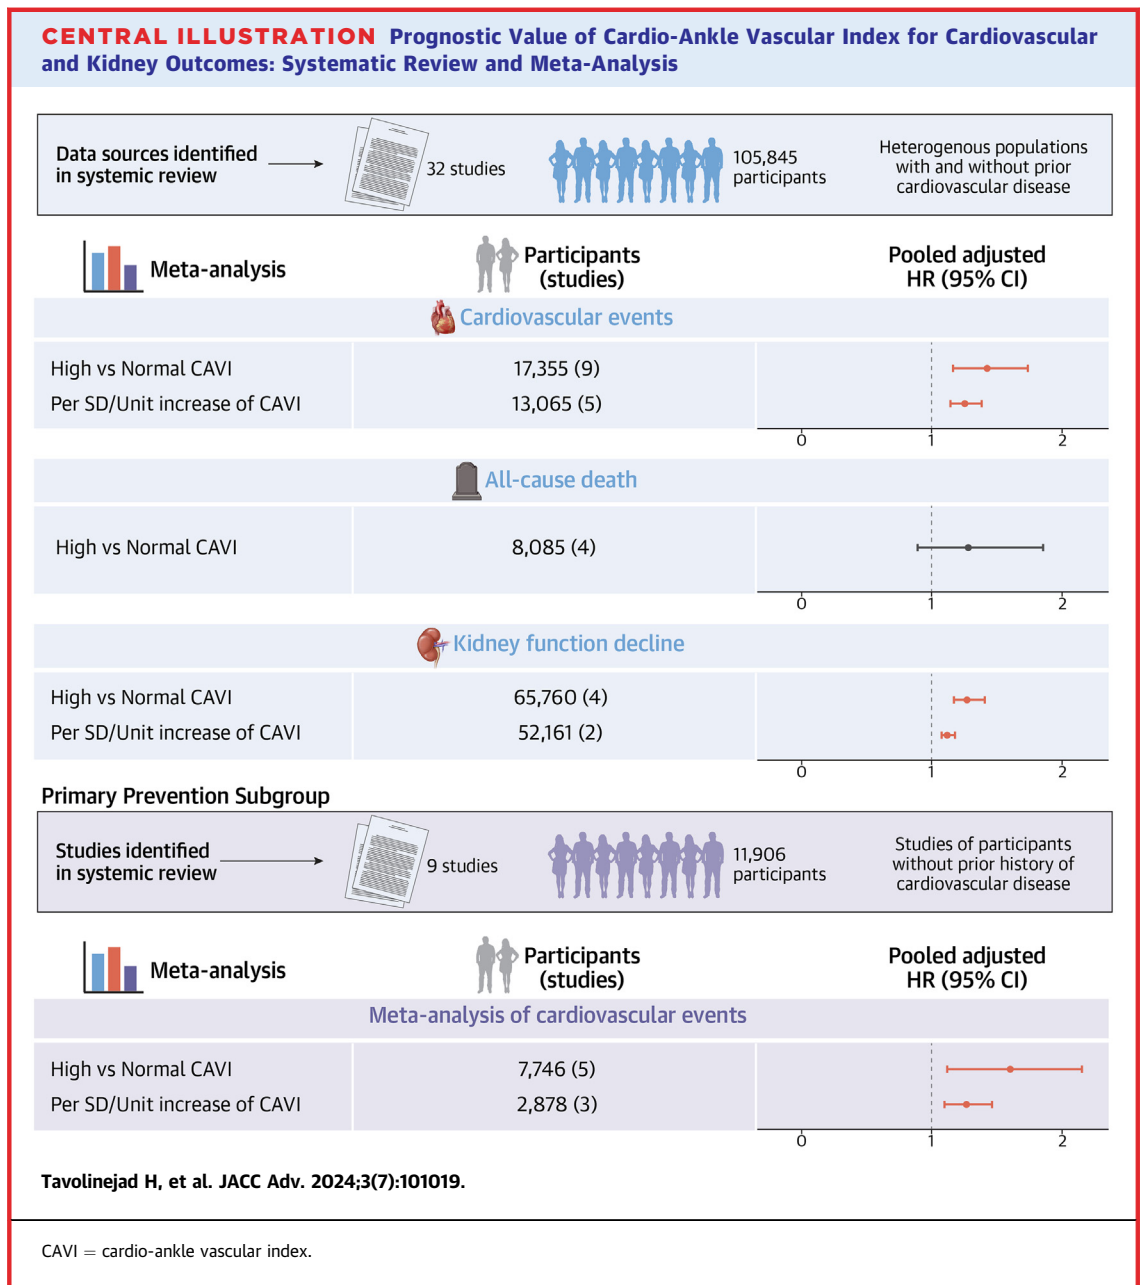 CENTRAL ILLUSTRATION Prognostic Value of Cardio-Ankle Vascular Index for Cardiovascular
and Kidney Outcomes: Systematic Review and Meta-Analysis
Data sources identified
in systemic review
32 studies
105,845
participants
Heterogenous populations
with and without prior
cardiovascular disease
Meta-analysis
Participants
(studies)
Pooled adjusted
HR (95% CI)
Cardiovascular events
High vs Normal CAVI
17,355 (9)
Per SD/Unit increase of CAVI
13,065 (5)
0 1 2
All-cause death
High vs Normal CAVI
8,085 (4)
0 1 2
Kidney function decline
High vs Normal CAVI
65,760 (4)
Per SD/Unit increase of CAVI
52,161 (2)
0 1 2
Primary Prevention Subgroup
Studies identified
in systemic review
9 studies
11,906
participants
Studies of participants
without prior history of
cardiovascular disease
Meta-analysis
Participants
(studies)
Pooled adjusted
HR (95% CI)
Meta-analysis of cardiovascular events
High vs Normal CAVI
7,746 (5)
Per SD/Unit increase of CAVI
2,878 (3)
0 1 2
Tavolinejad H, et al. JACC Adv. 2024;3(7):101019.
CAVI = cardio-ankle vascular index.